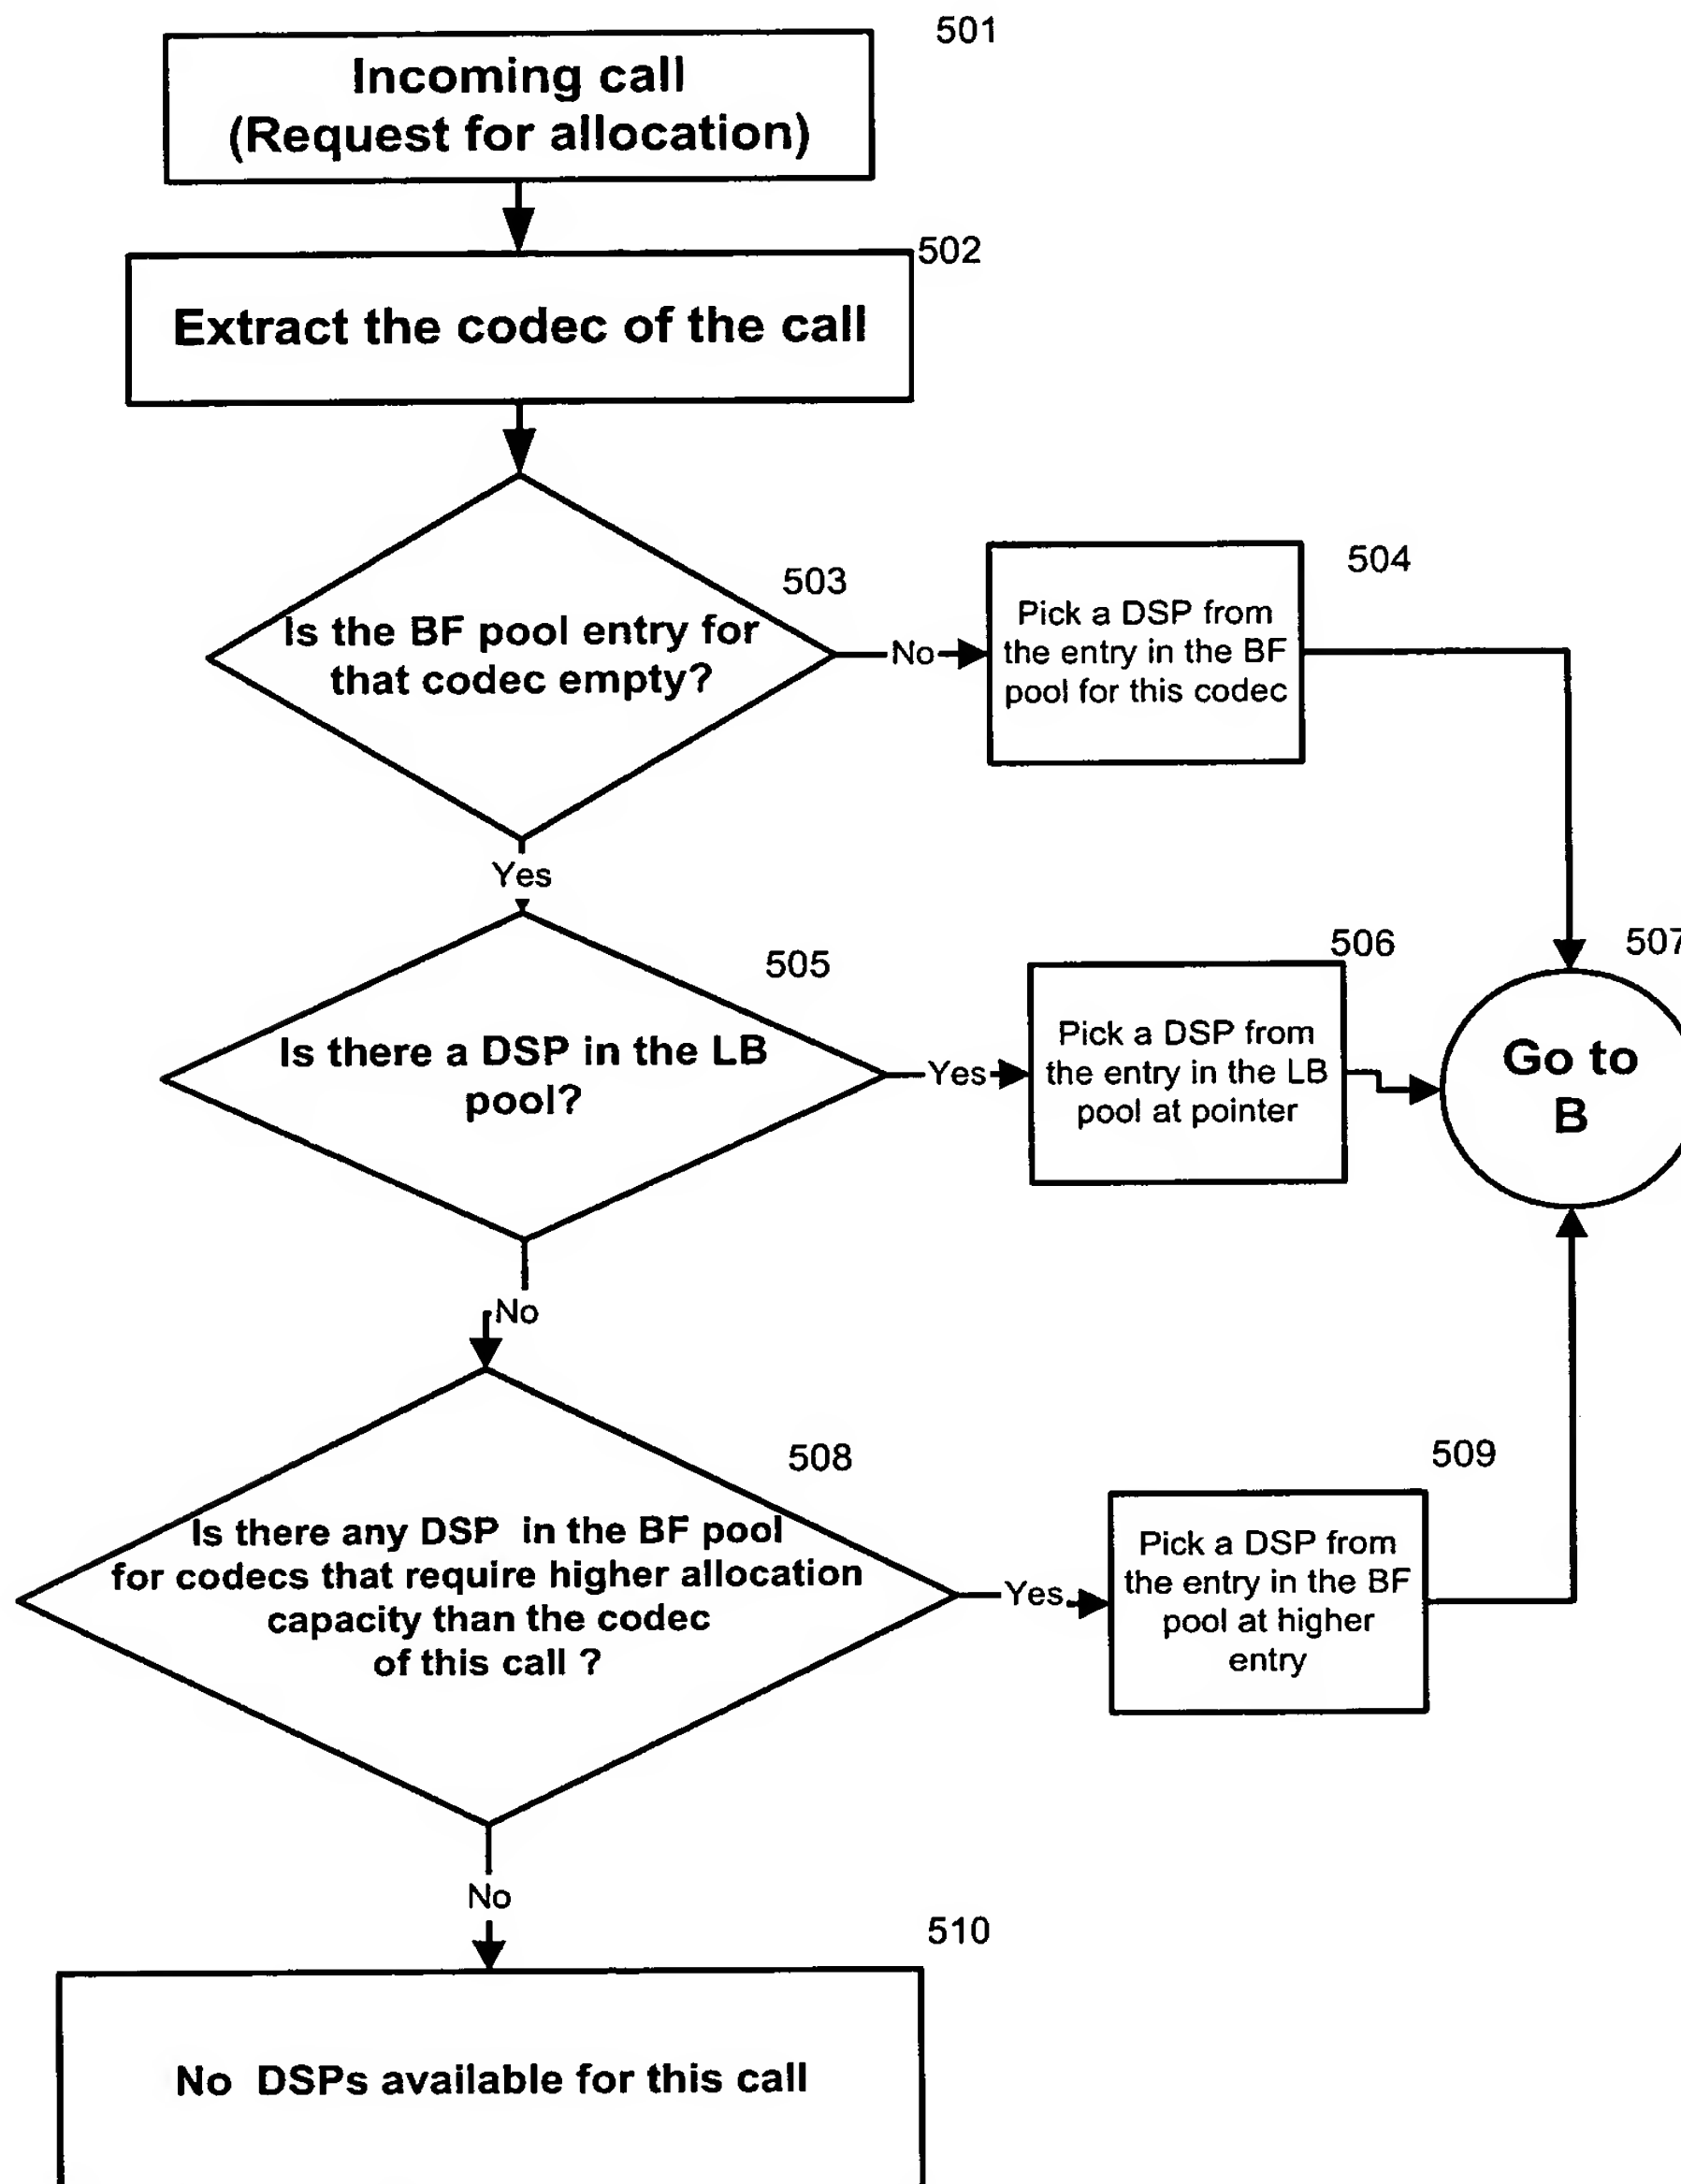 501
Incoming call
(Request for allocation)
502
Extract the codec of the call
503
Is the BF pool entry for
that codec empty?
No
504
Pick a DSP from
the entry in the BF
pool for this codec
Yes
505
Is there a DSP in the LB
pool?
Yes
506
Pick a DSP from
the entry in the LB
pool at pointer
507
Go to
B
No
508
Is there any DSP in the BF pool
for codecs that require higher allocation
capacity than the codec
of this call ?
Yes
509
Pick a DSP from
the entry in the BF
pool at higher
entry
No
510
No DSPs available for this call